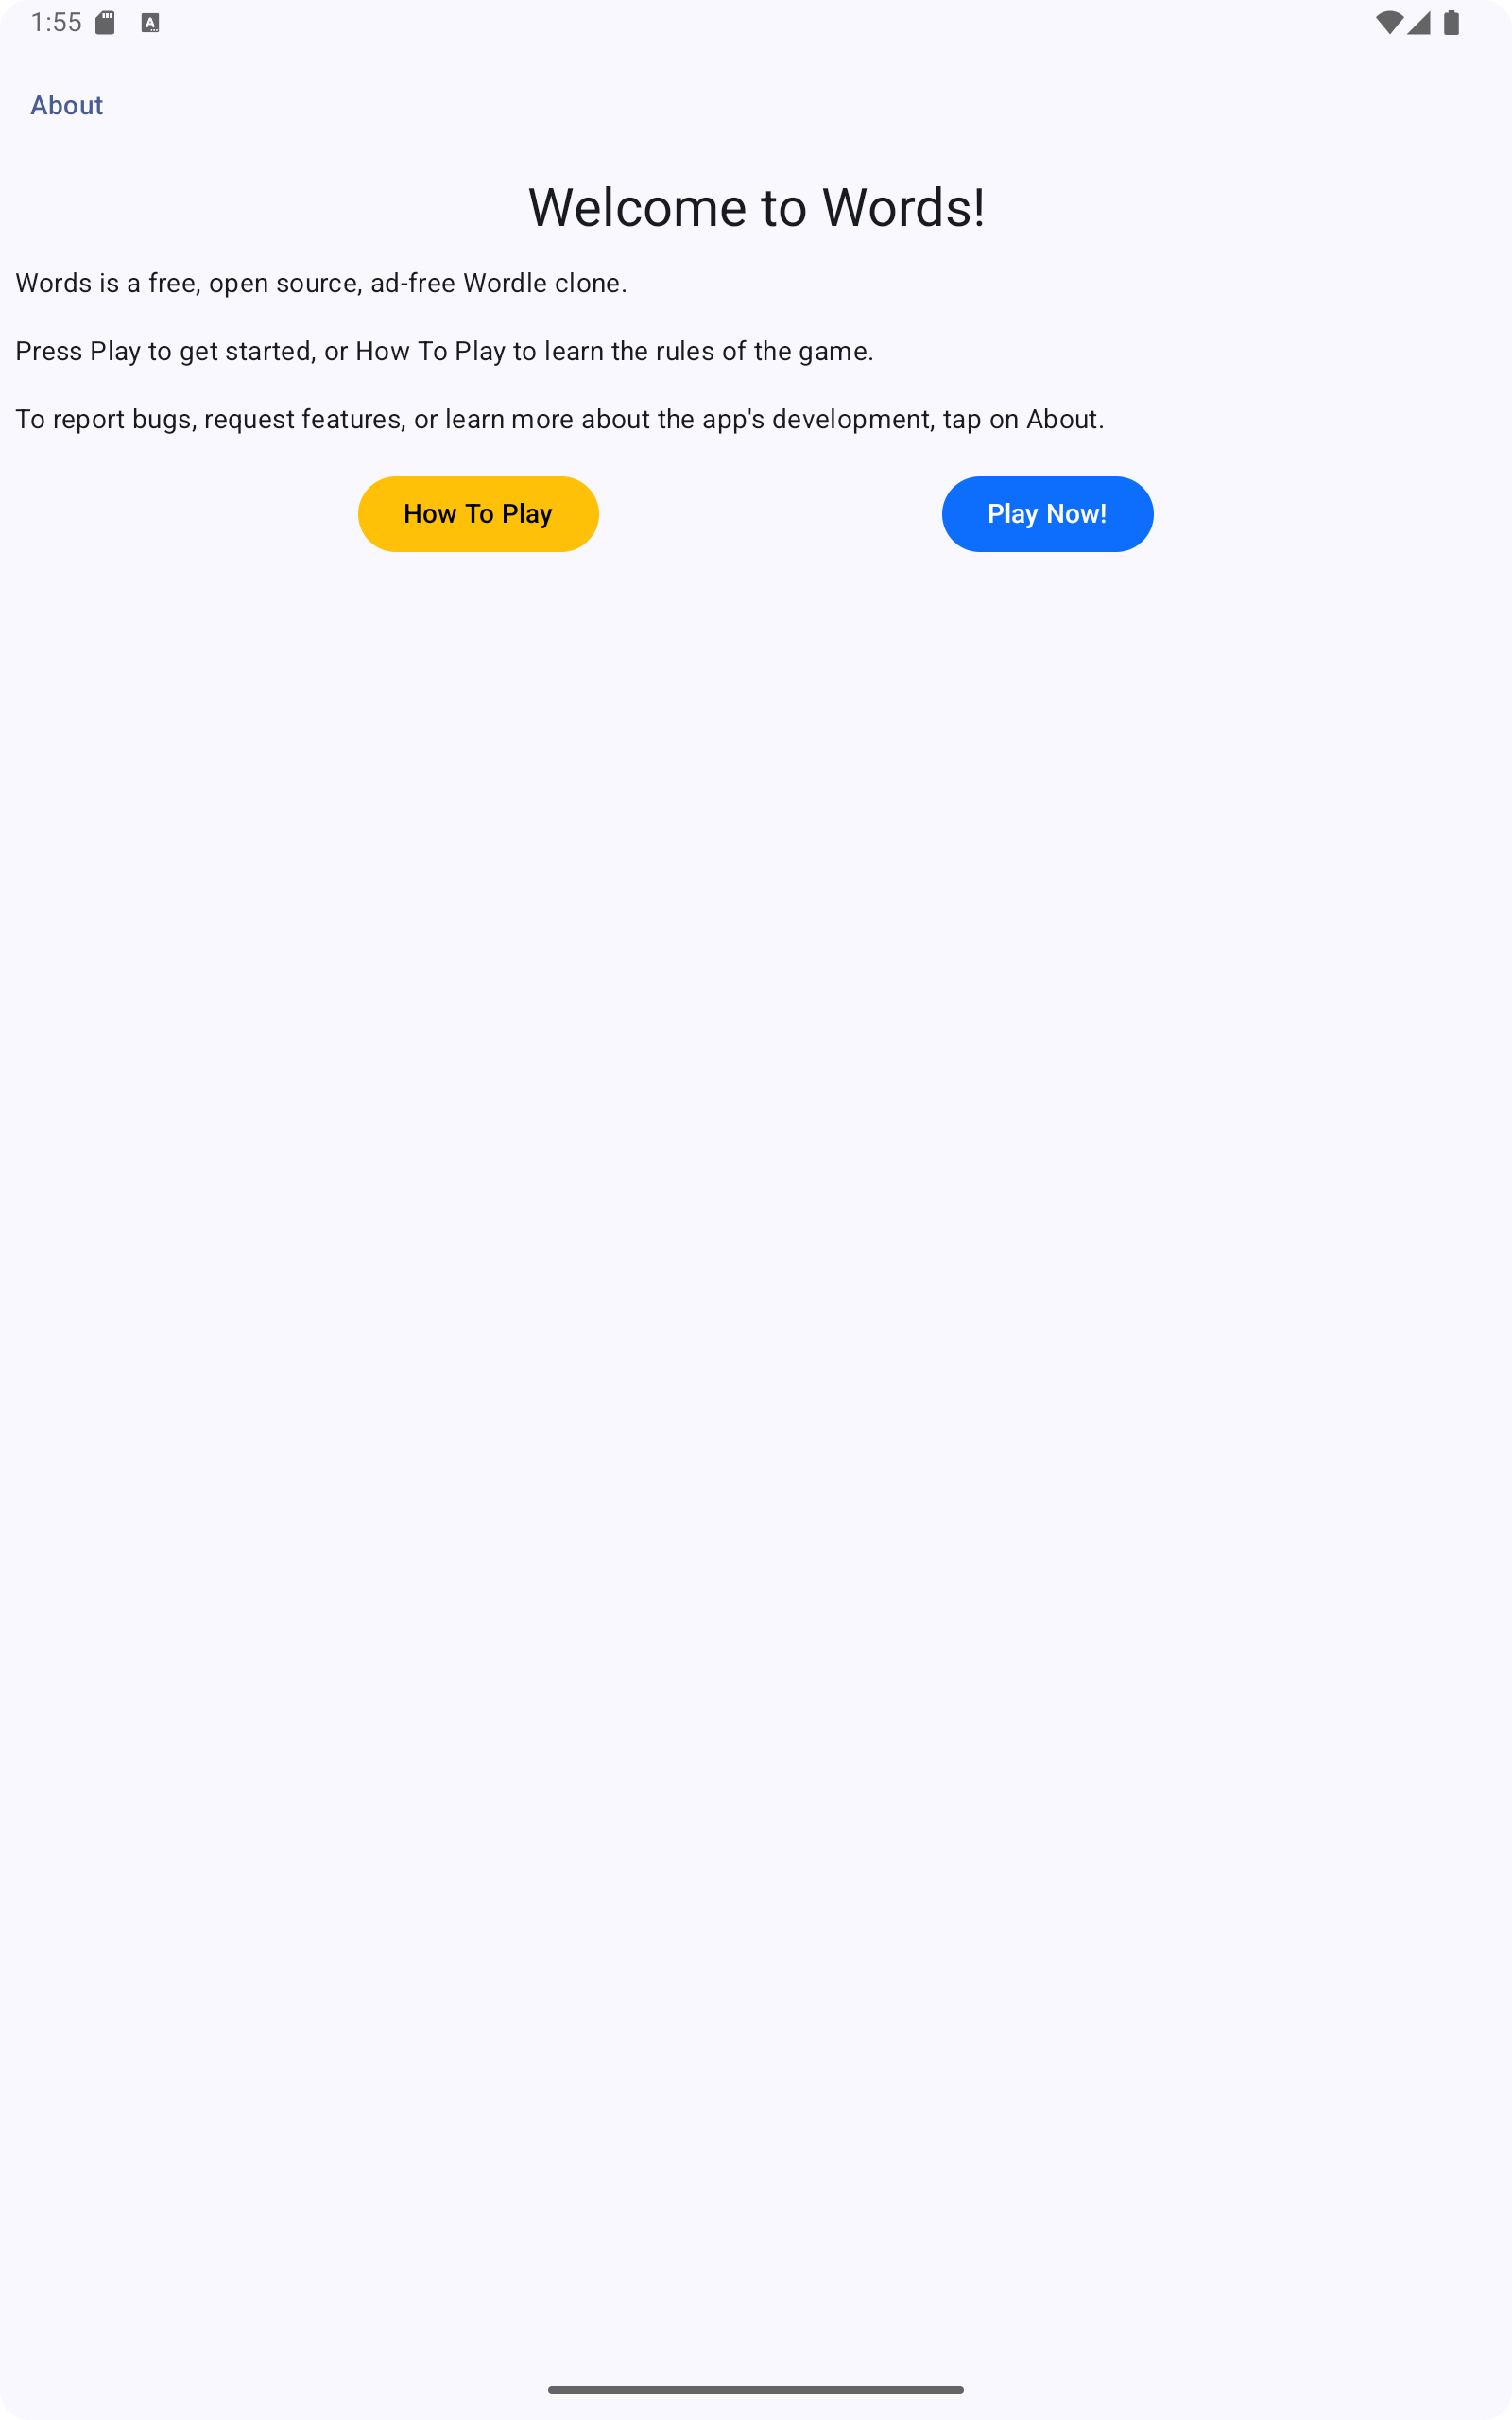 1:55
About
Welcome to Words!
Words is a free, open source, ad-free Wordle clone.
Press Play to get started, or How To Play to learn the rules of the game.
To report bugs, request features, or learn more about the app's development, tap on About.
How To Play
Play Now!